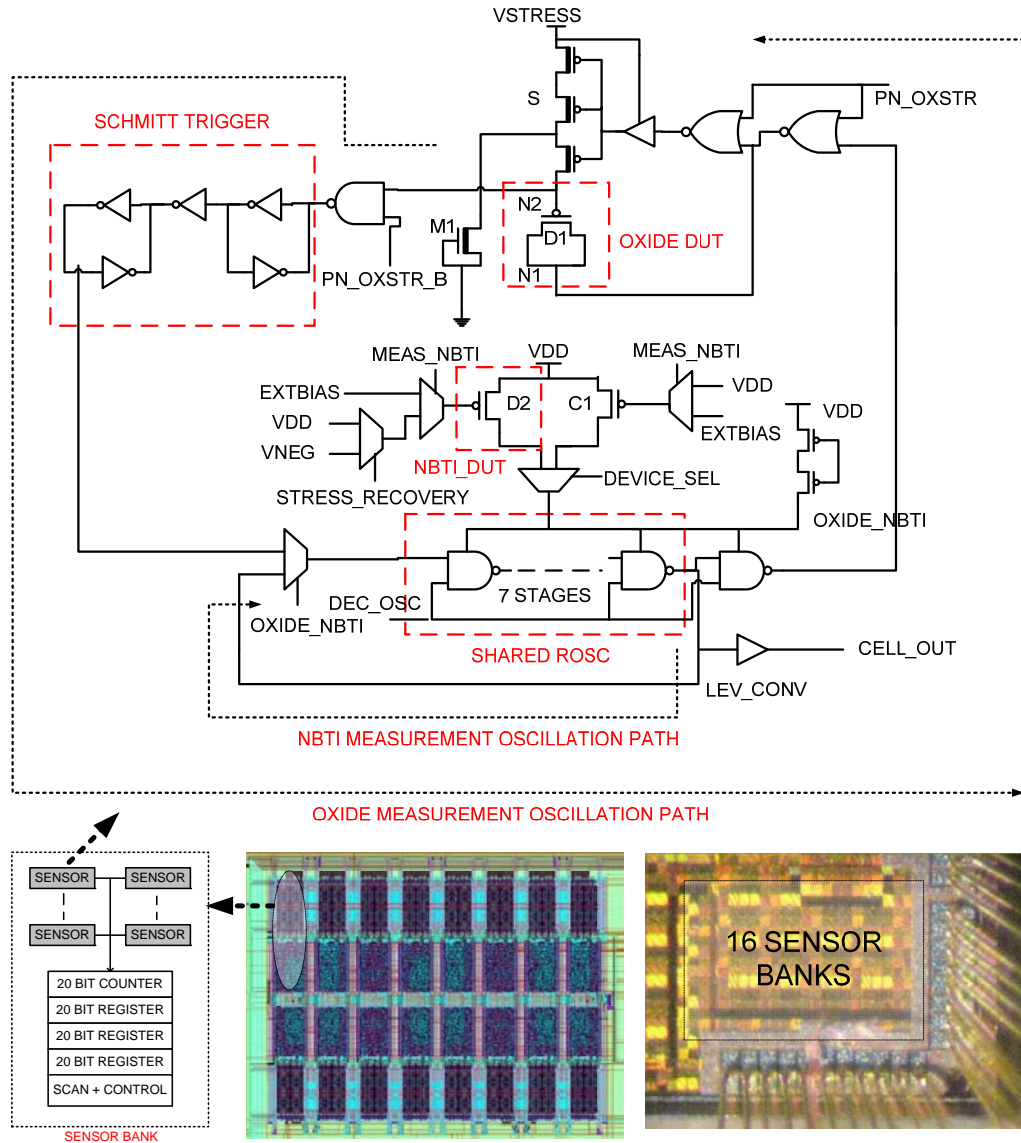 VSTRESS
S
PN_OXSTR
SCHMITT TRIGGER
N2
M1
D1
OXIDE DUT
N1
PN_OXSTR_B
MEAS_NBTI
VDD
MEAS_NBTI
EXTBIAS
VDD
D2
C1
VDD
VDD
EXTBIAS
VNEG
NBTI_DUT
DEVICE_SEL
STRESS_RECOVERY
OXIDE_NBTI
7 STAGES
DEC_OSC
OXIDE_NBTI
SHARED ROSC
CELL_OUT
LEV_CONV
NBTI MEASUREMENT OSCILLATION PATH
OXIDE MEASUREMENT OSCILLATION PATH
SENSOR
SENSOR
SENSOR
SENSOR
20 BIT COUNTER
20 BIT REGISTER
20 BIT REGISTER
20 BIT REGISTER
SCAN + CONTROL
SENSOR BANK
16 SENSOR
BANKS